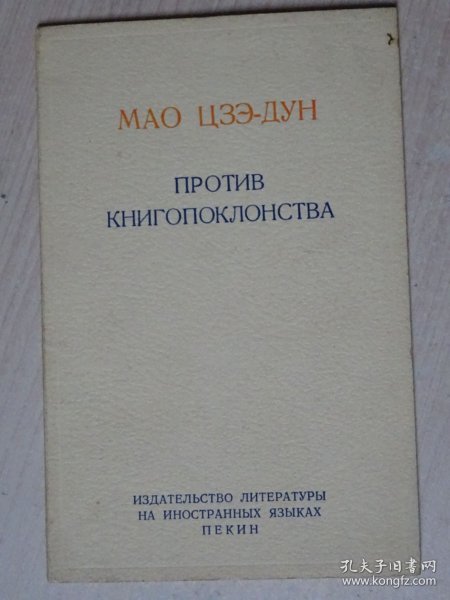 МАО ЦЗЭ-ДУН
ПРОТИВ
КНИГОПОКЛОНСТВА
ИЗДАТЕЛЬСТВО ЛИТЕРАТУРЫ
НА ИНОСТРАННЫХ ЯЗЫКАХ
ПЕКИН
孔夫子旧书网
www.kongfz.com